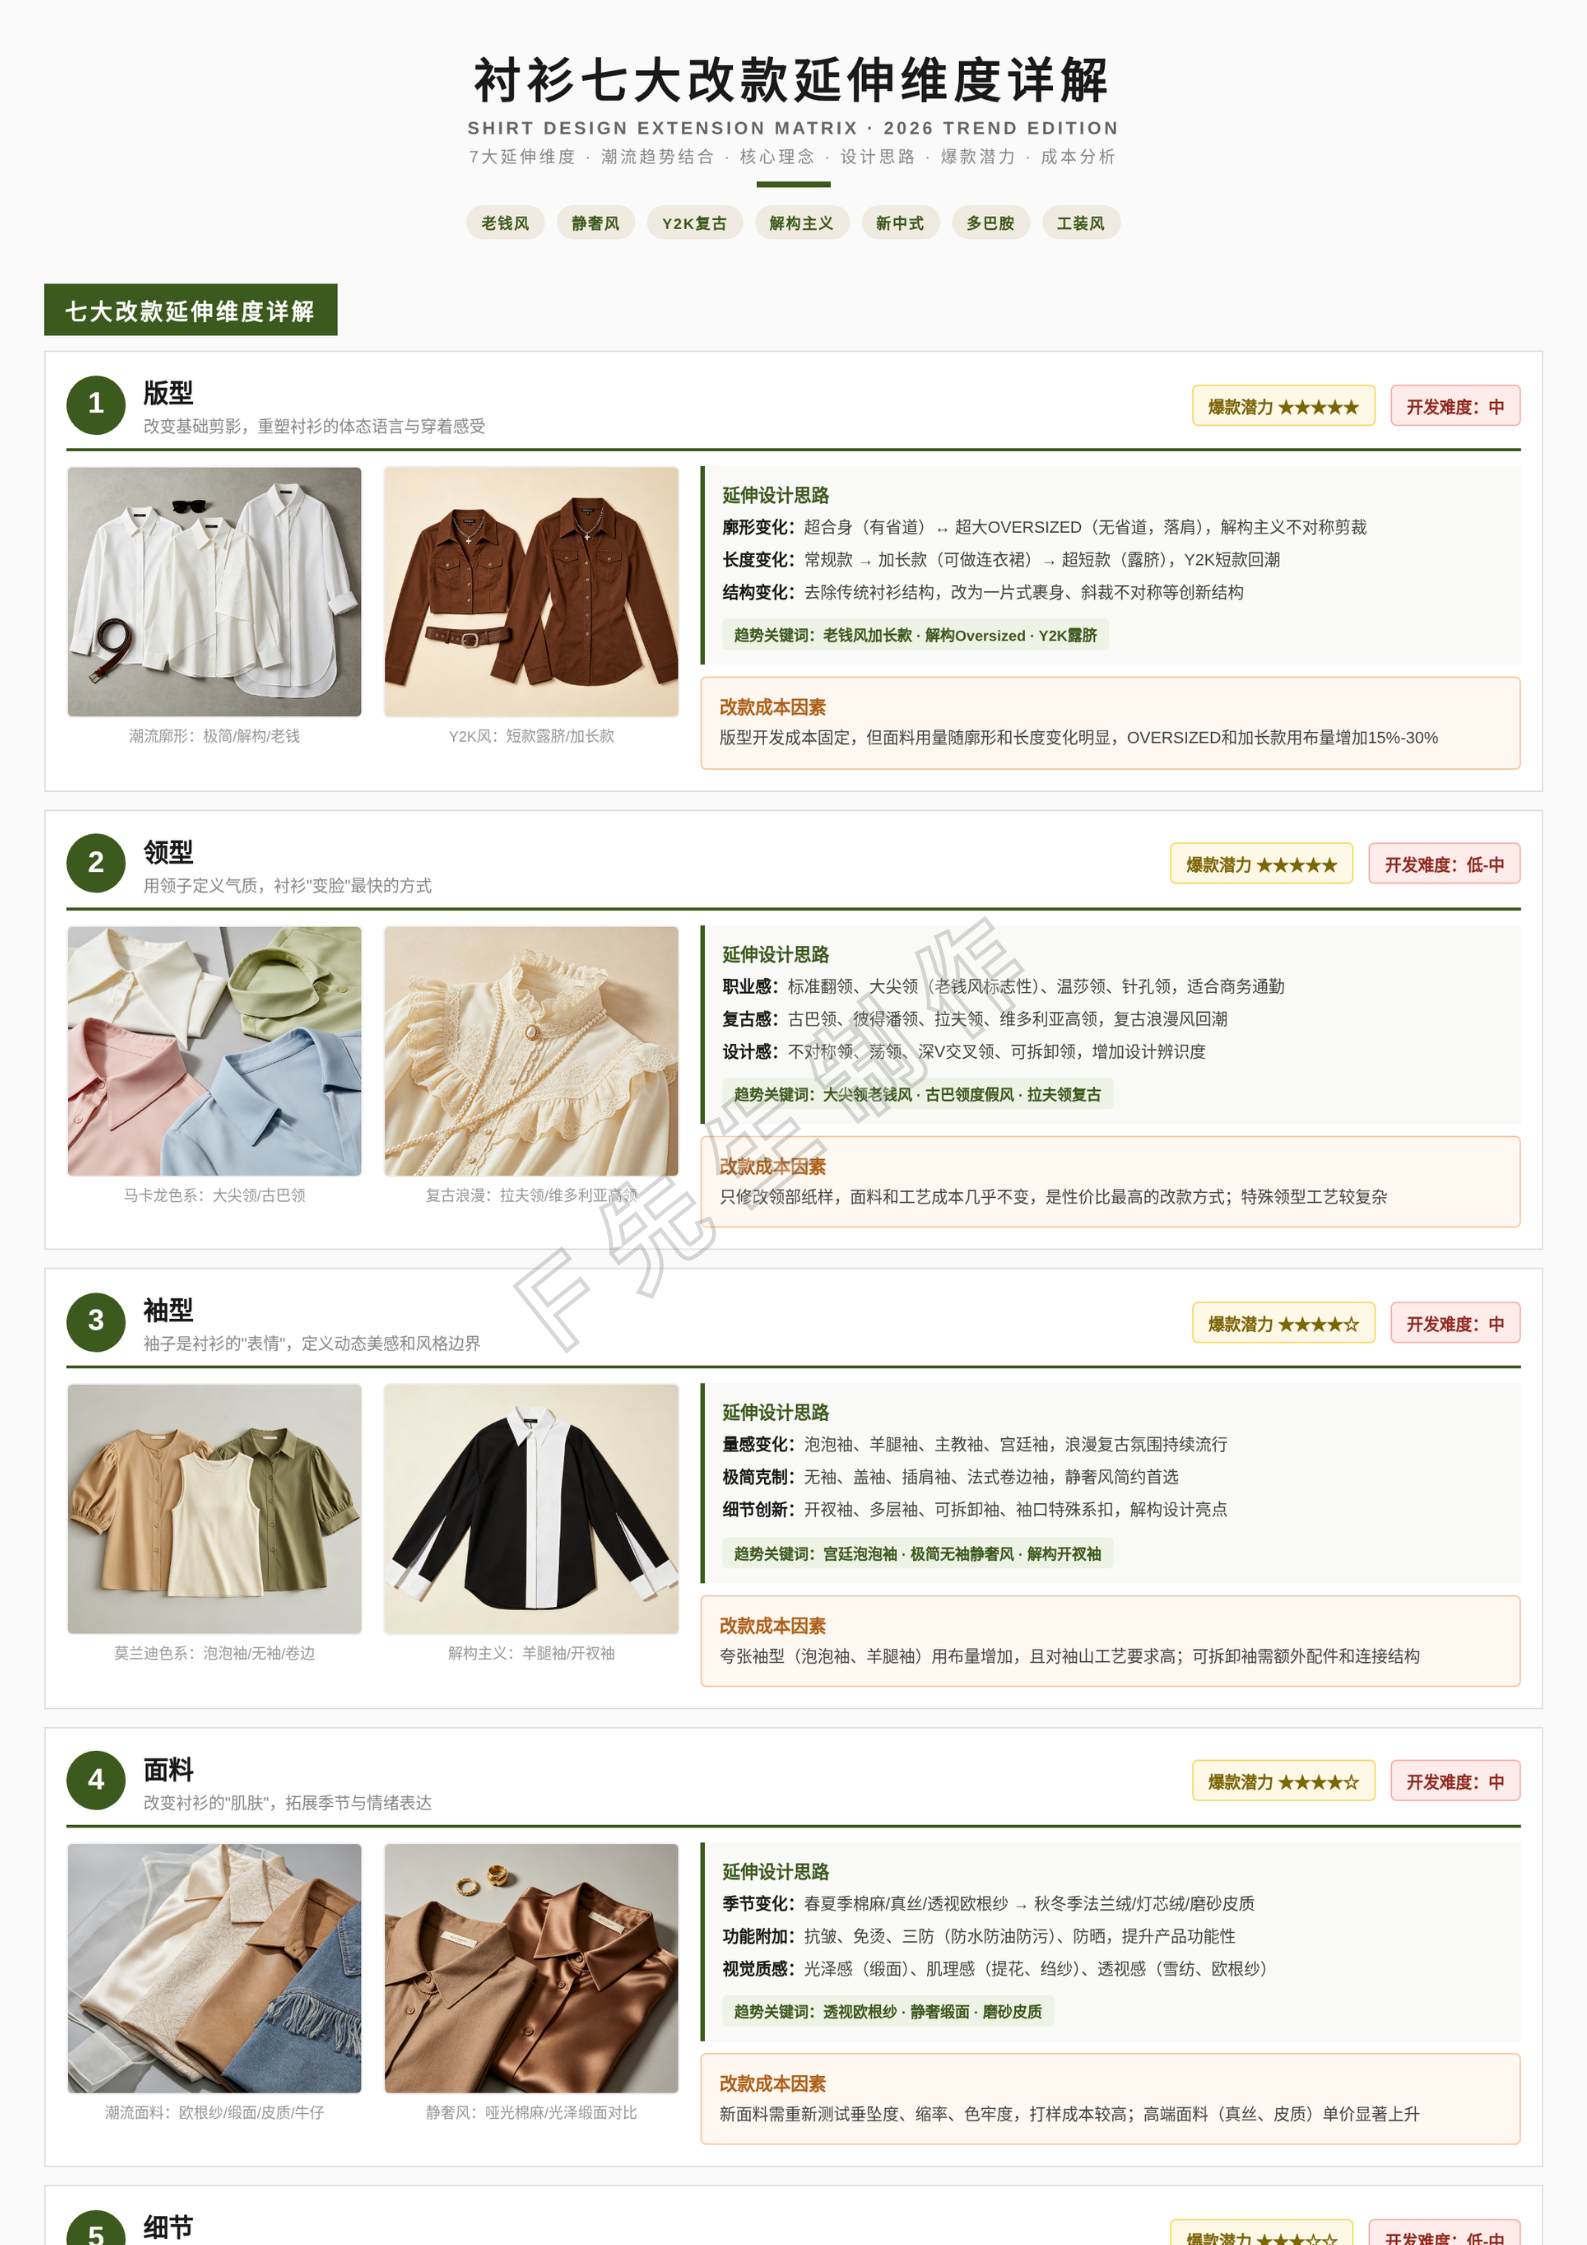 衬衫七大改款延伸维度详解
SHIRT DESIGN EXTENSION MATRIX · 2026 TREND EDITION
7大延伸维度 · 潮流趋势结合 · 核心理念 · 设计思路 · 爆款潜力 · 成本分析
老钱风 静奢风 Y2K复古 解构主义 新中式 多巴胺 工装风
七大改款延伸维度详解
1 版型
改变基础剪影，重塑衬衫的体态语言与穿着感受
爆款潜力 ★★★★★ 开发难度：中
潮流廓形：极简/解构/老钱
Y2K风：短款露脐/加长款
延伸设计思路
廓形变化：超合身（有省道）↔ 超大OVERSIZED（无省道，落肩），解构主义不对称剪裁
长度变化：常规款 → 加长款（可做连衣裙）→ 超短款（露脐），Y2K短款回潮
结构变化：去除传统衬衫结构，改为一片式裹身、斜裁不对称等创新结构
趋势关键词：老钱风加长款 · 解构Oversized · Y2K露脐
改款成本因素
版型开发成本固定，但面料用量随廓形和长度变化明显，OVERSIZED和加长款用布量增加15%-30%
2 领型
用领子定义气质，衬衫"变脸"最快的方式
爆款潜力 ★★★★★ 开发难度：低-中
马卡龙色系：大尖领/古巴领
复古浪漫：拉夫领/维多利亚高领
延伸设计思路
职业感：标准翻领、大尖领（老钱风标志性）、温莎领、针孔领，适合商务通勤
复古感：古巴领、彼得潘领、拉夫领、维多利亚高领，复古浪漫风回潮
设计感：不对称领、荡领、深V交叉领、可拆卸领，增加设计辨识度
趋势关键词：大尖领老钱风 · 古巴领度假风 · 拉夫领复古
改款成本因素
只修改领部纸样，面料和工艺成本几乎不变，是性价比最高的改款方式；特殊领型工艺较复杂
F先生制作
3 袖型
袖子是衬衫的"表情"，定义动态美感和风格边界
爆款潜力 ★★★★☆ 开发难度：中
莫兰迪色系：泡泡袖/无袖/卷边
解构主义：羊腿袖/开衩袖
延伸设计思路
量感变化：泡泡袖、羊腿袖、主教袖、宫廷袖，浪漫复古氛围持续流行
极简克制：无袖、盖袖、插肩袖、法式卷边袖，静奢风简约首选
细节创新：开衩袖、多层袖、可拆卸袖、袖口特殊系扣，解构设计亮点
趋势关键词：宫廷泡泡袖 · 极简无袖静奢风 · 解构开衩袖
改款成本因素
夸张袖型（泡泡袖、羊腿袖）用布量增加，且对袖山工艺要求高；可拆卸袖需额外配件和连接结构
4 面料
改变衬衫的"肌肤"，拓展季节与情绪表达
爆款潜力 ★★★★☆ 开发难度：中
潮流面料：欧根纱/缎面/皮质/牛仔
静奢风：哑光棉麻/光泽缎面对比
延伸设计思路
季节变化：春夏季棉麻/真丝/透视欧根纱 → 秋冬季法兰绒/灯芯绒/磨砂皮质
功能附加：抗皱、免烫、三防（防水防油防污）、防晒，提升产品功能性
视觉质感：光泽感（缎面）、肌理感（提花、绉纱）、透视感（雪纺、欧根纱）
趋势关键词：透视欧根纱 · 静奢缎面 · 磨砂皮质
改款成本因素
新面料需重新测试垂坠度、缩率、色牢度，打样成本较高；高端面料（真丝、皮质）单价显著上升
5 细节
爆款潜力 ★★★☆☆ 开发难度：低-中